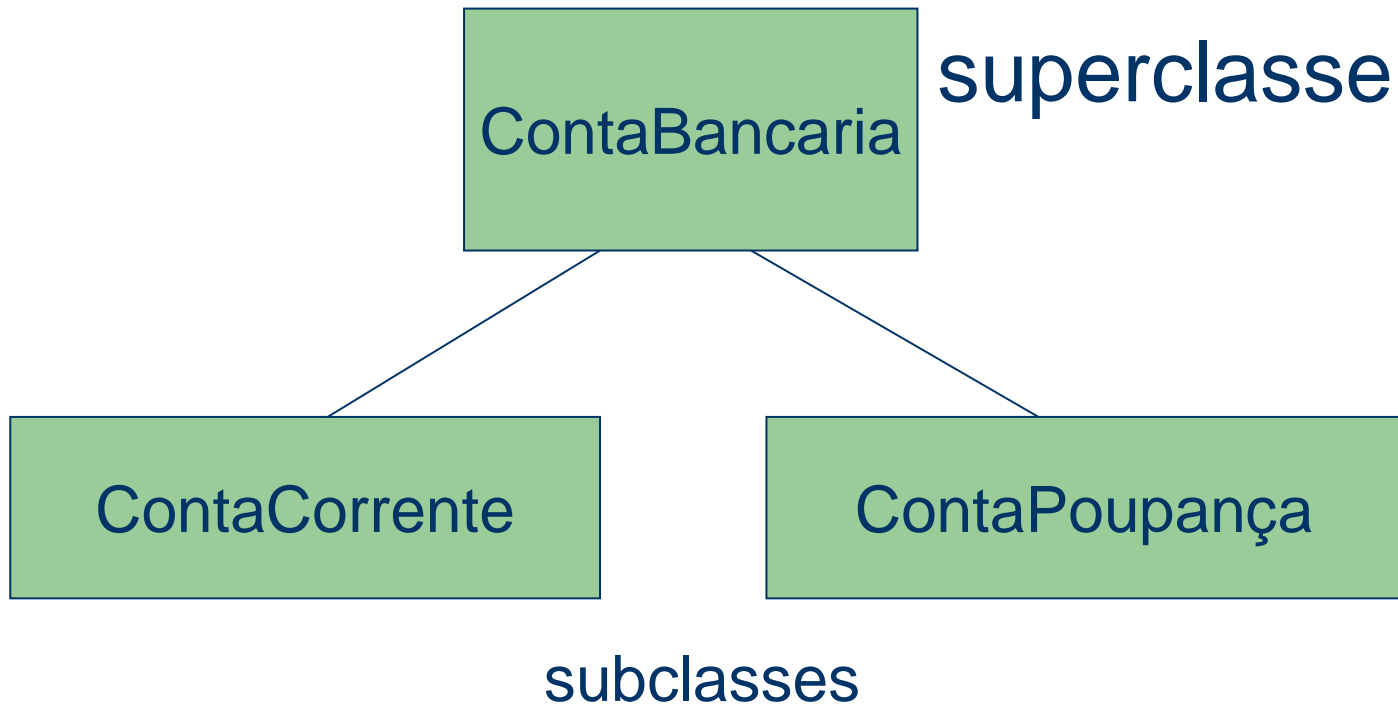 superclasse
ContaBancaria
ContaCorrente
ContaPoupança
subclasses